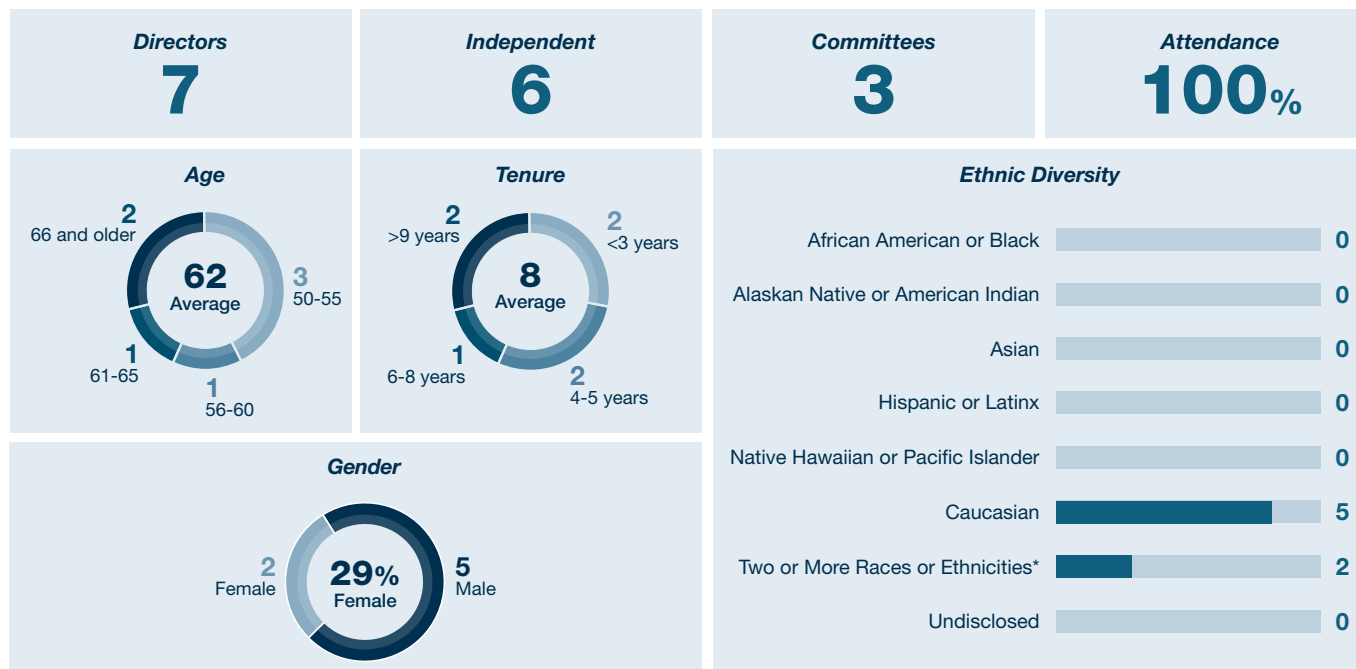 Directors
7
Independent
6
Committees
3
Attendance
100%
Age
2
66 and older
62
Average
3
50-55
1
61-65
1
56-60
Tenure
2
>9 years
8
Average
2
<3 years
1
6-8 years
2
4-5 years
Gender
2
Female
29%
Female
5
Male
Ethnic Diversity
African American or Black 0
Alaskan Native or American Indian 0
Asian 0
Hispanic or Latinx 0
Native Hawaiian or Pacific Islander 0
Caucasian 5
Two or More Races or Ethnicities* 2
Undisclosed 0